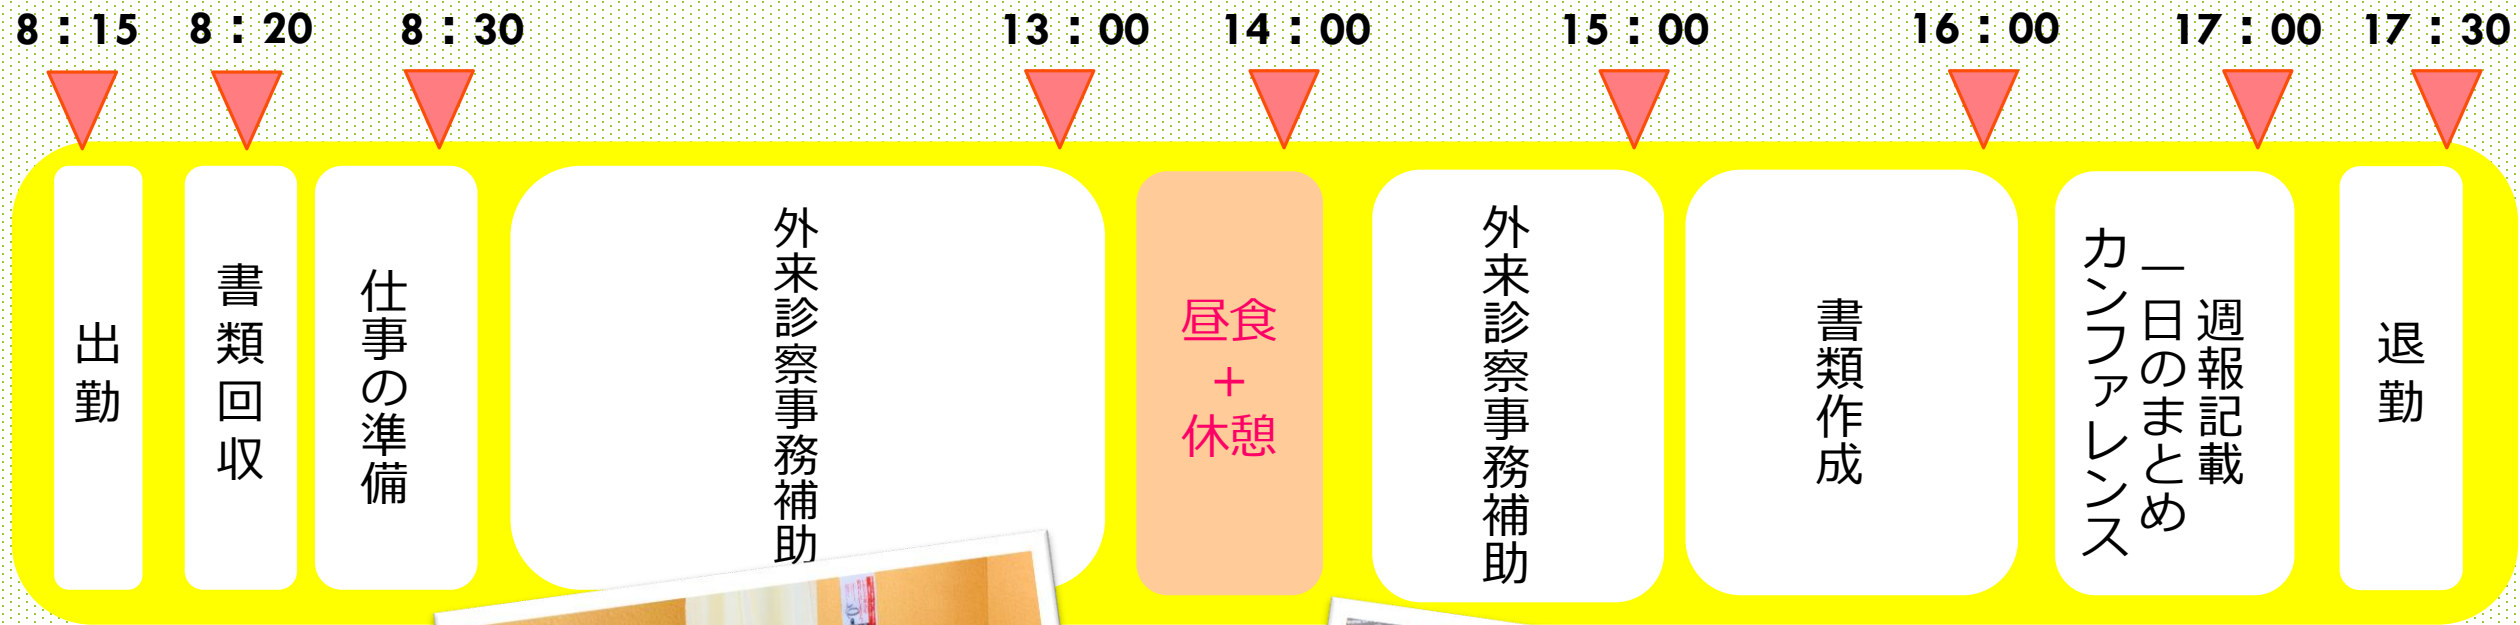 8：15
8：20
8：30
13：00
14：00
15：00
16：00
17：00
17：30
出勤
書類回収
仕事の準備
外来診察事務補助
昼食
＋
休憩
外来診察事務補助
書類作成
週報記載
一日のまとめ
カンファレンス
退勤